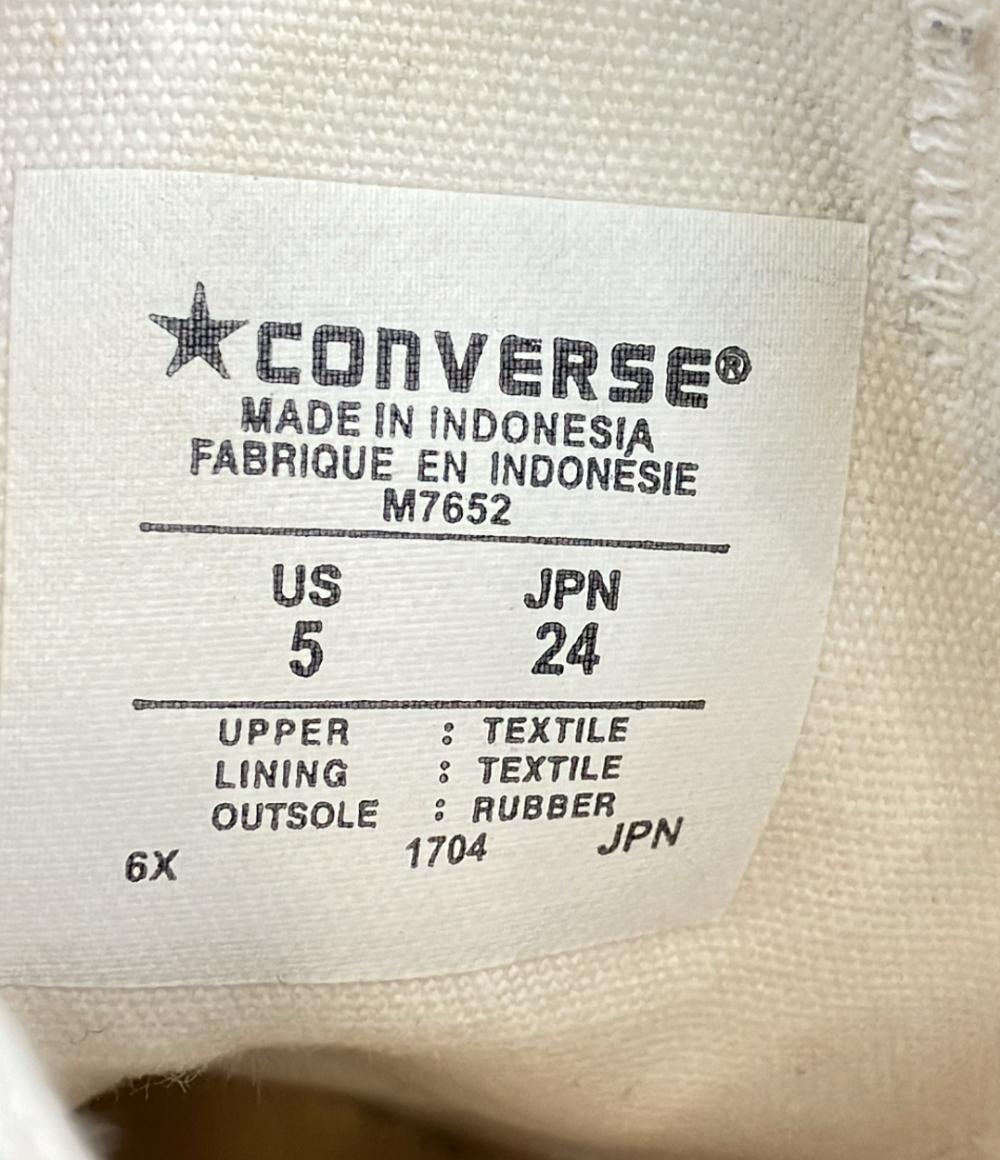 ★CONVERSE®
MADE IN INDONESIA
FABRIQUE EN INDONÉSIE
M7652
US JPN
5 24
UPPER : TEXTILE
LINING : TEXTILE
OUTSOLE : RUBBER
6X 1704 JPN